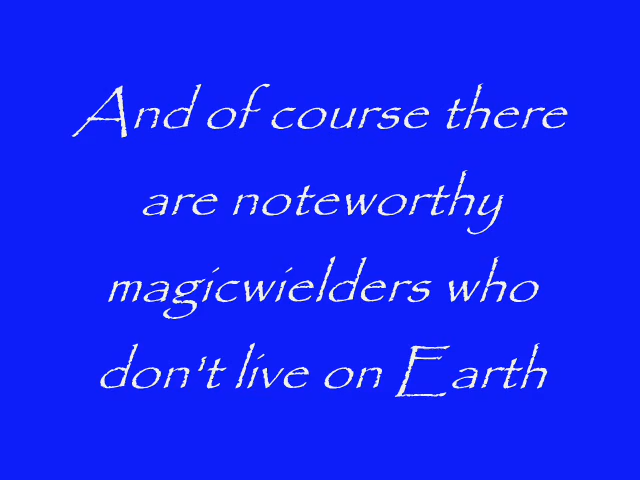 And of course there
are noteworthy
magicwielders who
don't live on Earth